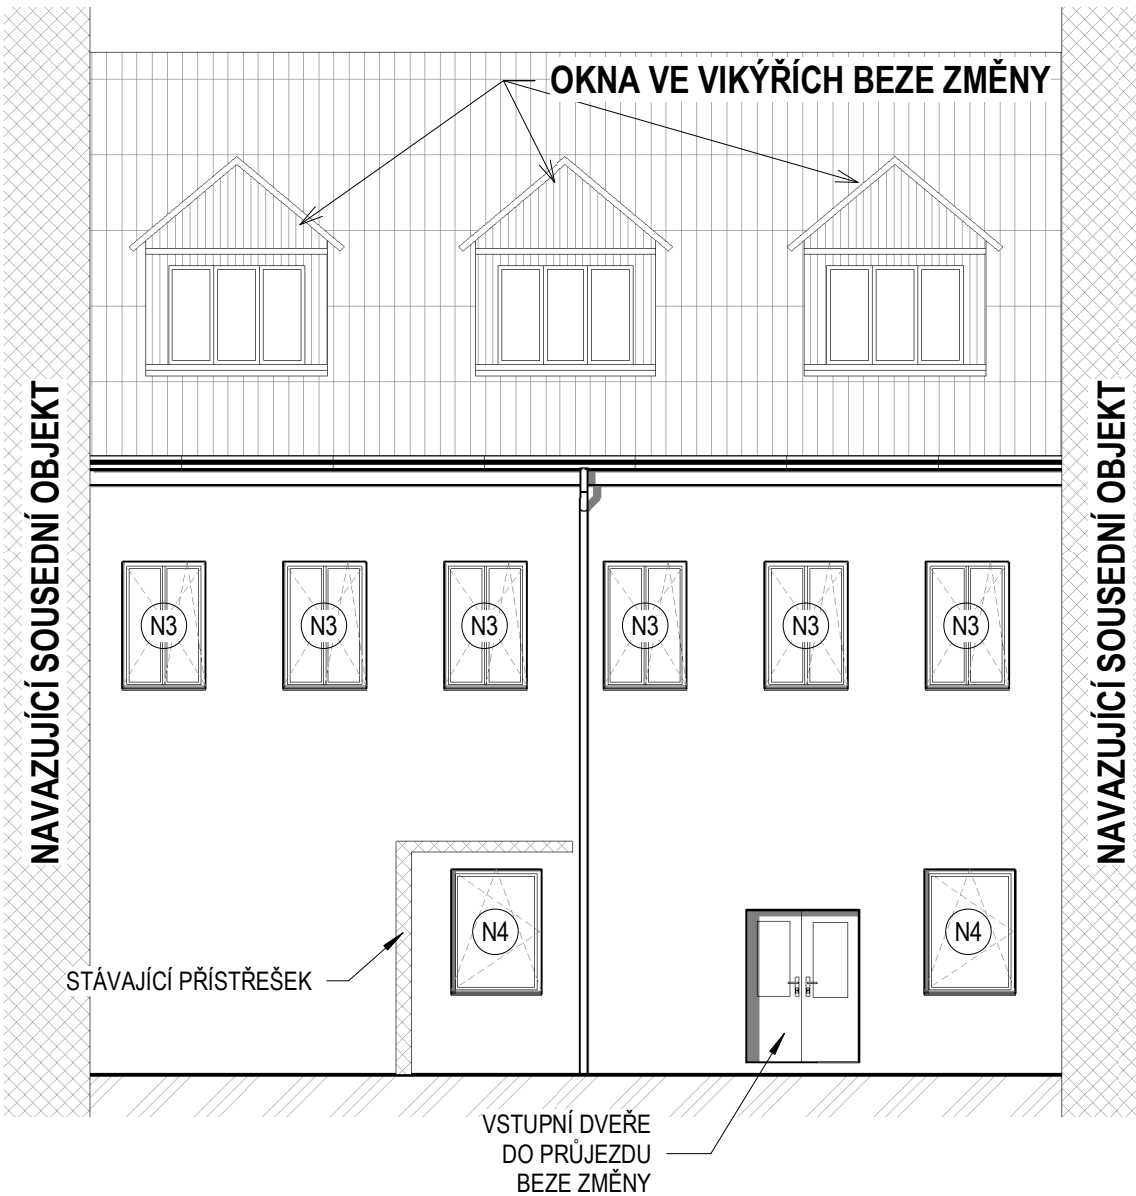 OKNA VE VIKÝŘÍCH BEZE ZMĚNY
NAVAZUJÍCÍ SOUSEDNÍ OBJEKT
NAVAZUJÍCÍ SOUSEDNÍ OBJEKT
N3
N3
N3
N3
N3
N3
N4
N4
STÁVAJÍCÍ PŘÍSTŘEŠEK
VSTUPNÍ DVEŘE
DO PRŮJEZDU
BEZE ZMĚNY